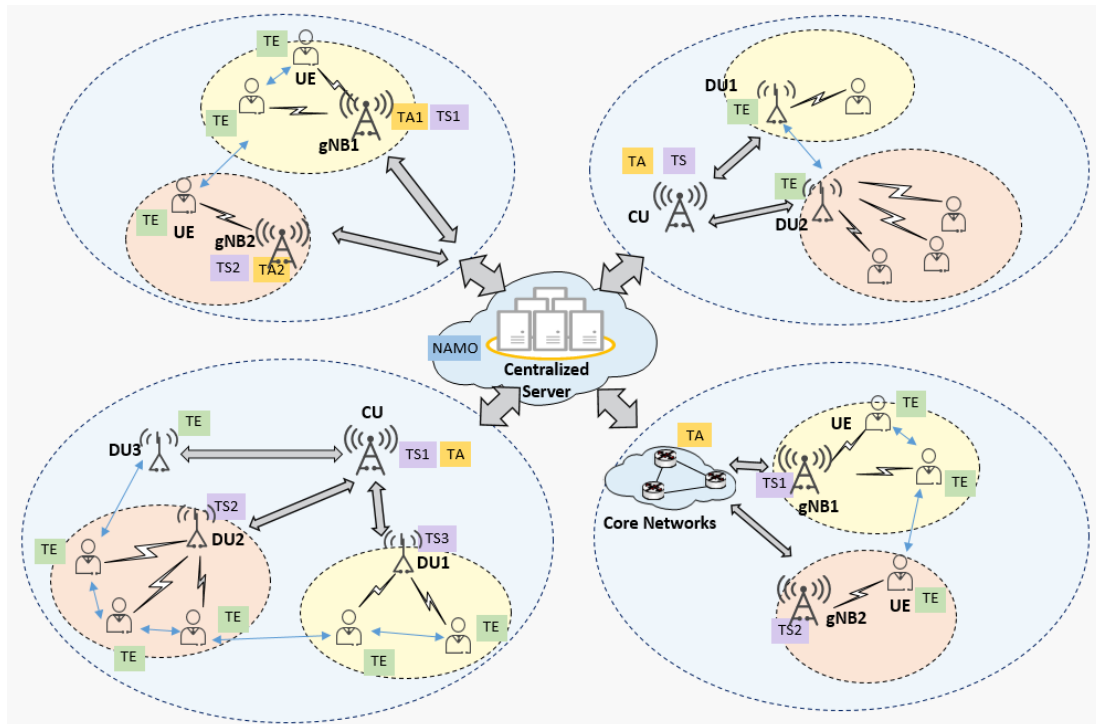 TE
UE
TE
gNB1
TA1 TS1
TE
UE
gNB2
TS2 TA2
DU1
TE
TA TS
CU
TE
DU2
NAMO
Centralized
Server
CU
TE
DU3
TS1 TA
TS2
DU2
TE
TS3
DU1
TE
TE
TE
TE
TA
TE
UE
TS1
gNB1
TE
Core Networks
UE
TE
gNB2
TS2